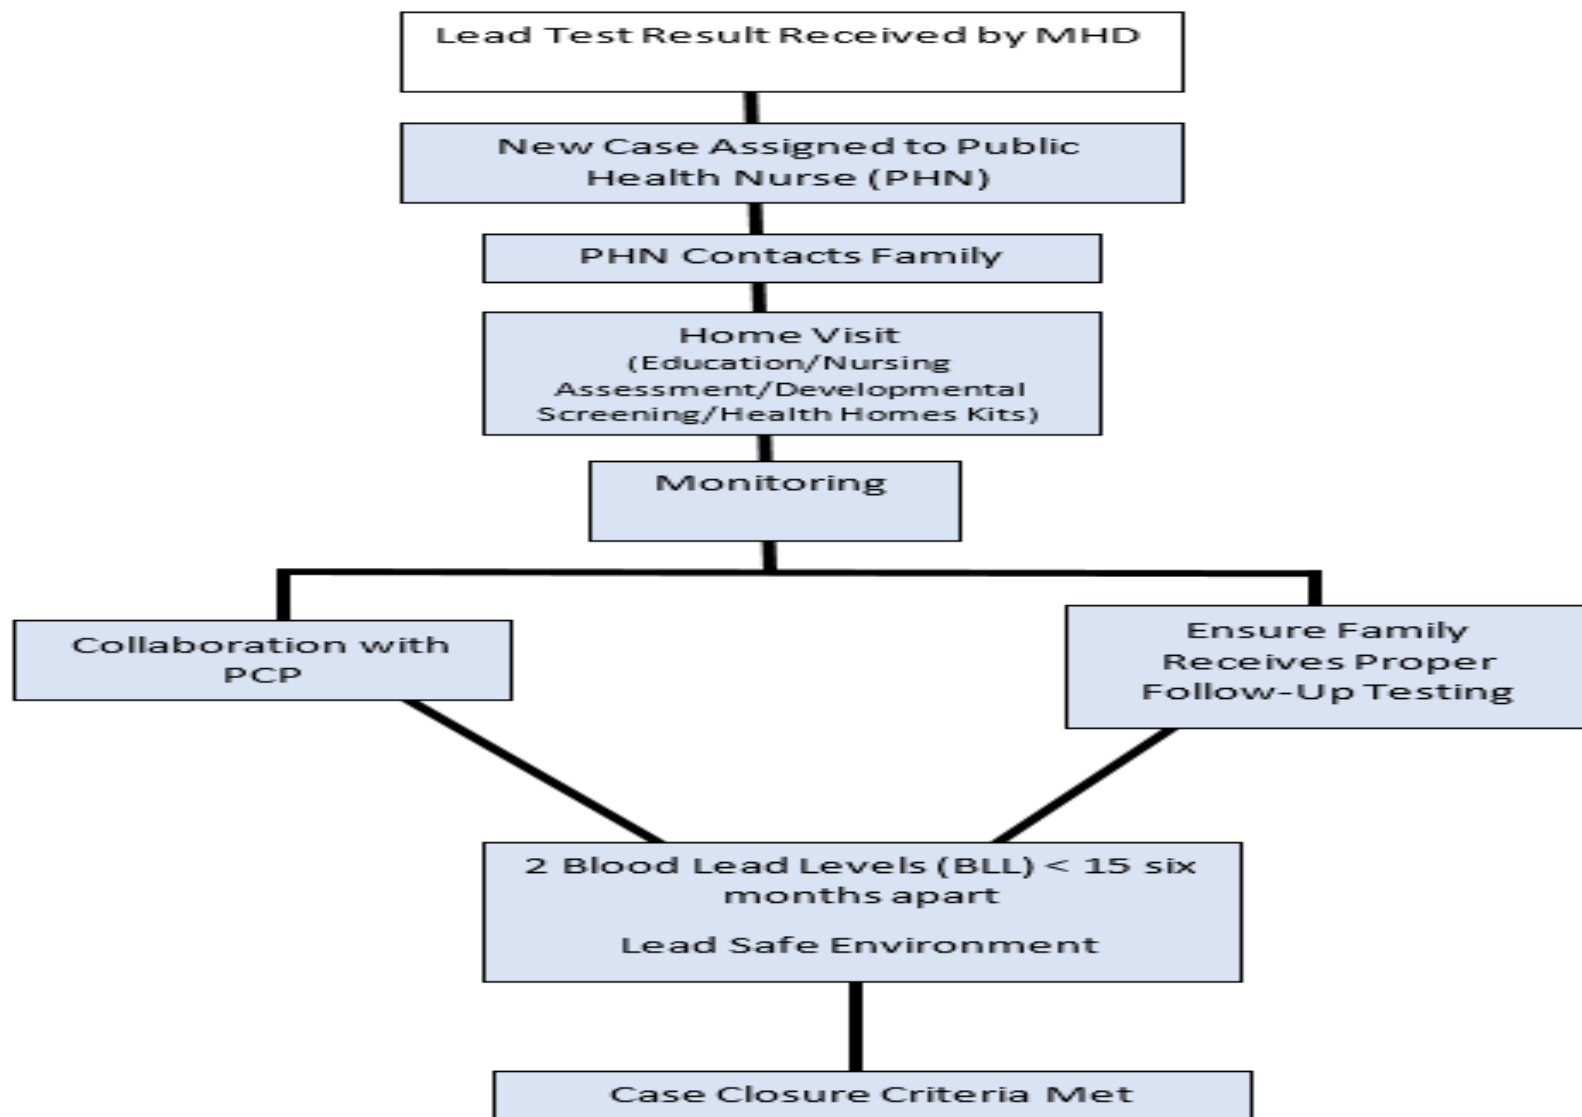 Lead Test Result Received by MHD
New Case Assigned to Public
Health Nurse (PHN)
PHN Contacts Family
Home Visit
(Education/Nursing
Assessment/Developmental
Screening/Health Homes Kits)
Monitoring
Collaboration with
PCP
Ensure Family
Receives Proper
Follow-Up Testing
2 Blood Lead Levels (BLL) < 15 six
months apart
Lead Safe Environment
Case Closure Criteria Met